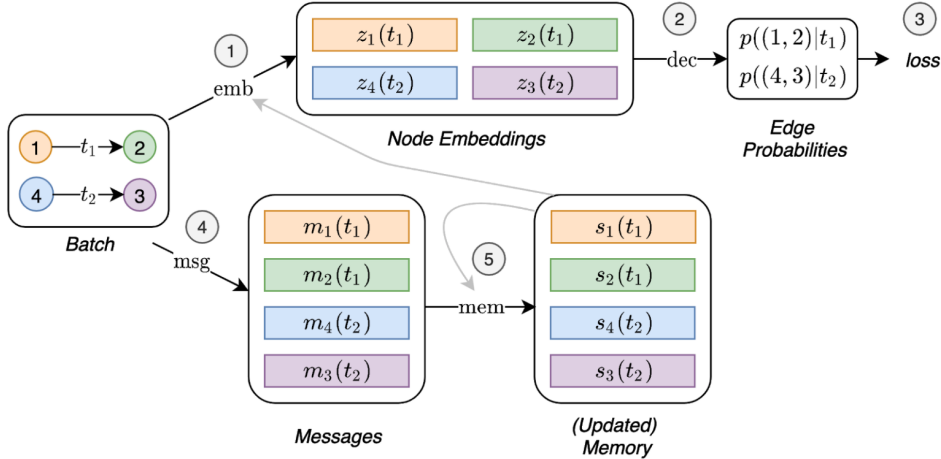 1
emb
z₁(t₁)
z₂(t₁)
z₄(t₂)
z₃(t₂)
Node Embeddings
2
dec
p((1, 2)|t₁)
p((4, 3)|t₂)
Edge
Probabilities
3
loss
1 t₁ 2
4 t₂ 3
Batch
4
msg
m₁(t₁)
m₂(t₁)
m₄(t₂)
m₃(t₂)
Messages
5
mem
s₁(t₁)
s₂(t₁)
s₄(t₂)
s₃(t₂)
(Updated)
Memory